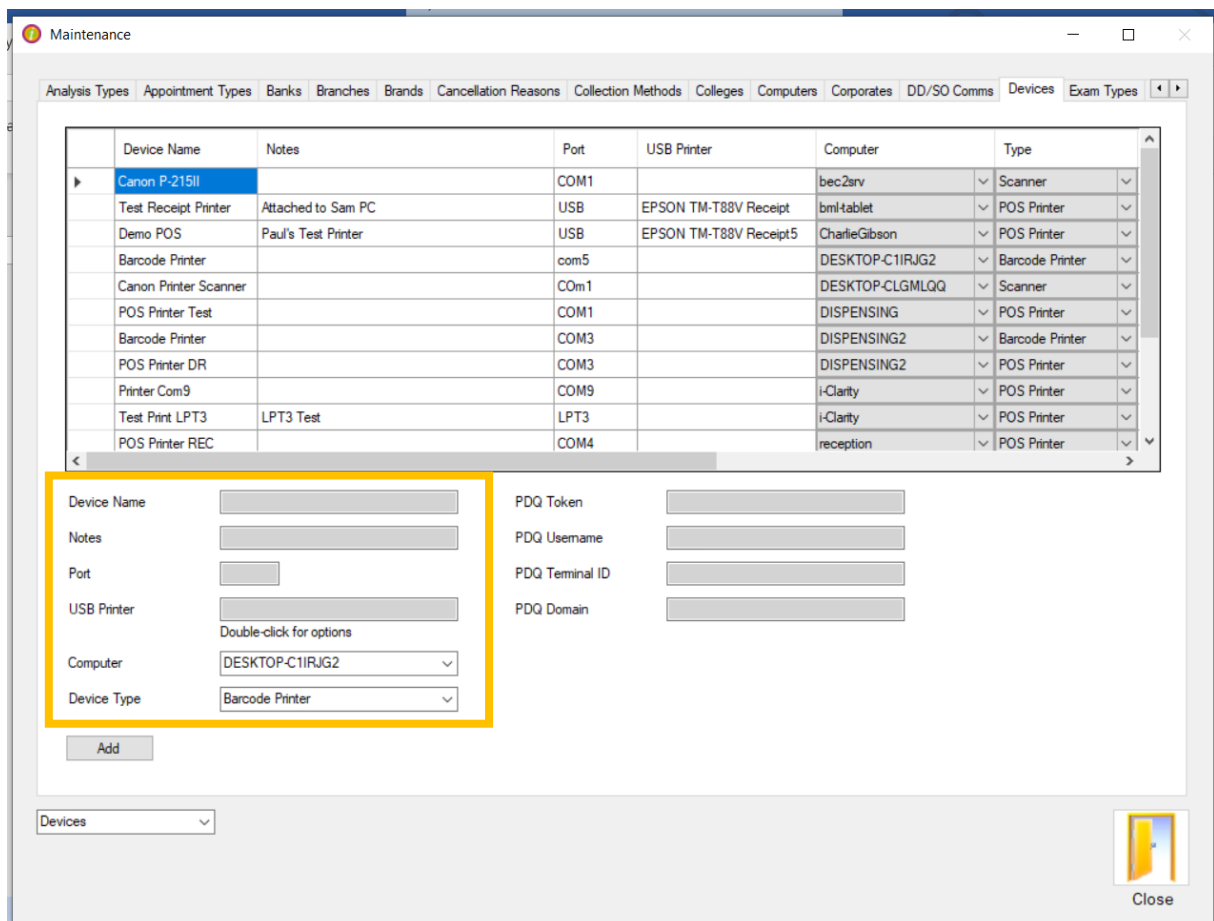 Maintenance
Analysis Types Appointment Types Banks Branches Brands Cancellation Reasons Collection Methods Colleges Computers Corporates DD/SO Comms Devices Exam Types
Device Name Notes Port USB Printer Computer Type
Canon P-215II COM1 bec2srv Scanner
Test Receipt Printer Attached to Sam PC USB EPSON TM-T88V Receipt bml-tablet POS Printer
Demo POS Paul's Test Printer USB EPSON TM-T88V Receipt5 CharlieGibson POS Printer
Barcode Printer com5 DESKTOP-C1IRJG2 Barcode Printer
Canon Printer Scanner COm1 DESKTOP-CLGMLQQ Scanner
POS Printer Test COM1 DISPENSING POS Printer
Barcode Printer COM3 DISPENSING2 Barcode Printer
POS Printer DR COM3 DISPENSING2 POS Printer
Printer Com9 COM9 i-Clarity POS Printer
Test Print LPT3 LPT3 Test LPT3 i-Clarity POS Printer
POS Printer REC COM4 reception POS Printer
Device Name PDQ Token
Notes PDQ Username
Port PDQ Terminal ID
USB Printer PDQ Domain
Double-click for options
Computer DESKTOP-C1IRJG2
Device Type Barcode Printer
Add
Devices
Close